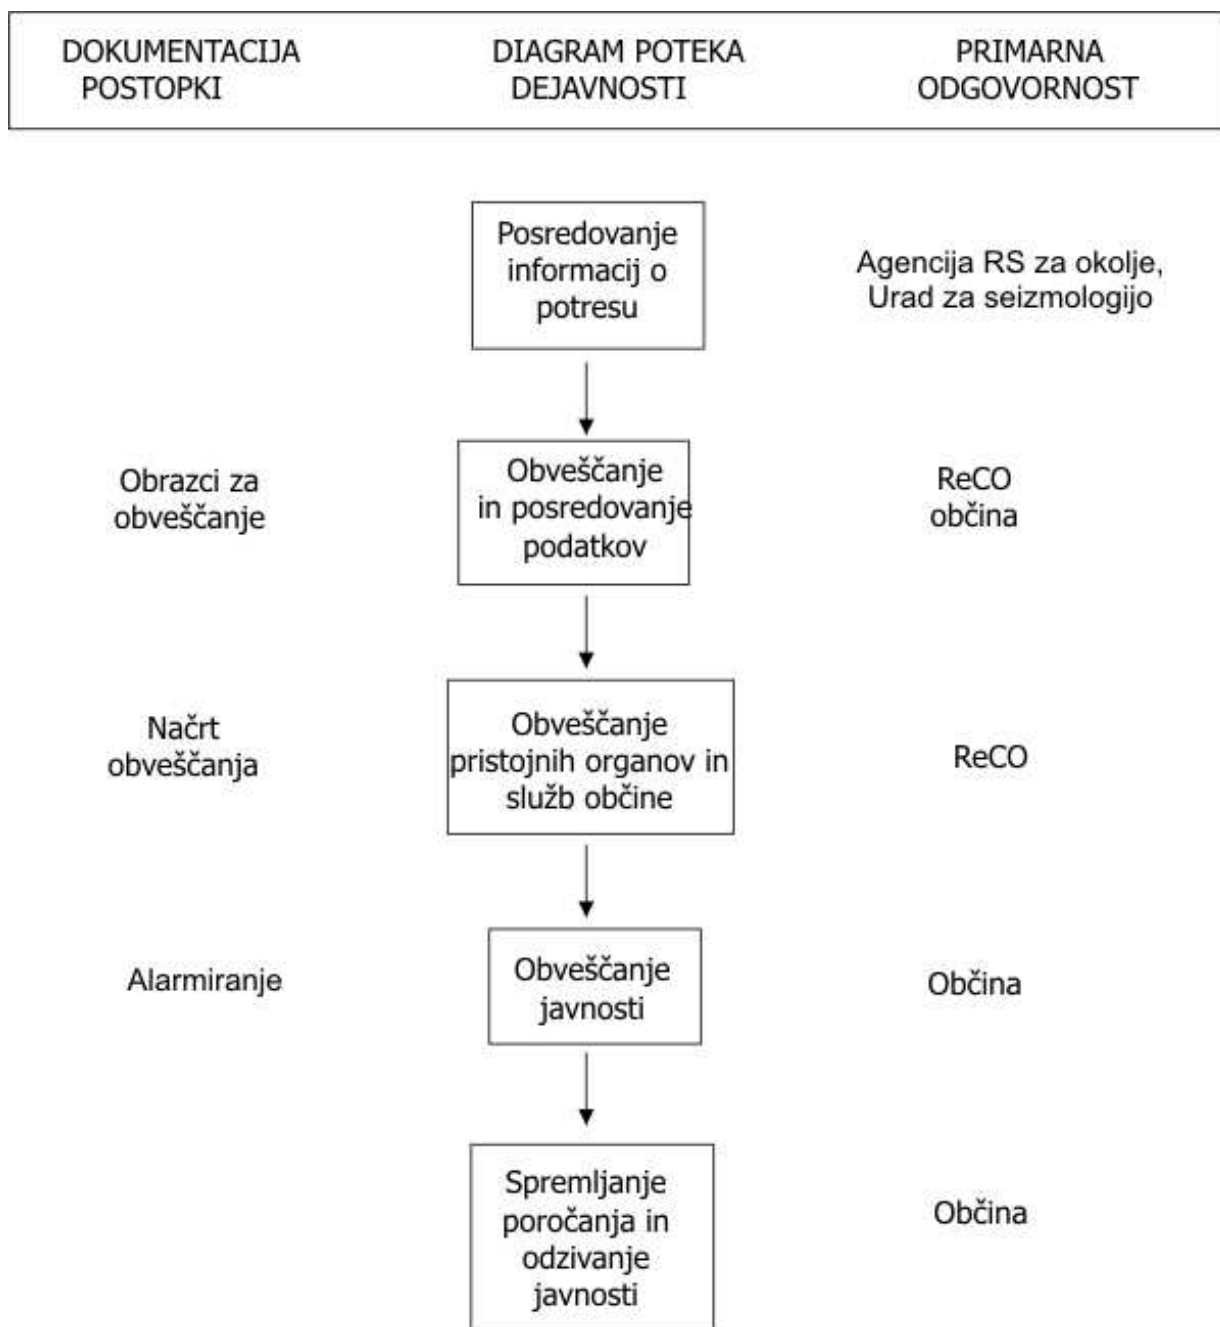 DOKUMENTACIJA
POSTOPKI
DIAGRAM POTEKA
DEJAVNOSTI
PRIMARNA
ODGOVORNOST
Posredovanje
informacij o
potresu
Agencija RS za okolje,
Urad za seizmologijo
Obrazci za
obveščanje
Obveščanje
in posredovanje
podatkov
ReCO
občina
Načrt
obveščanja
Obveščanje
pristojnih organov in
služb občine
ReCO
Alarmiranje
Obveščanje
javnosti
Občina
Spremljanje
poročanja in
odzivanje
javnosti
Občina